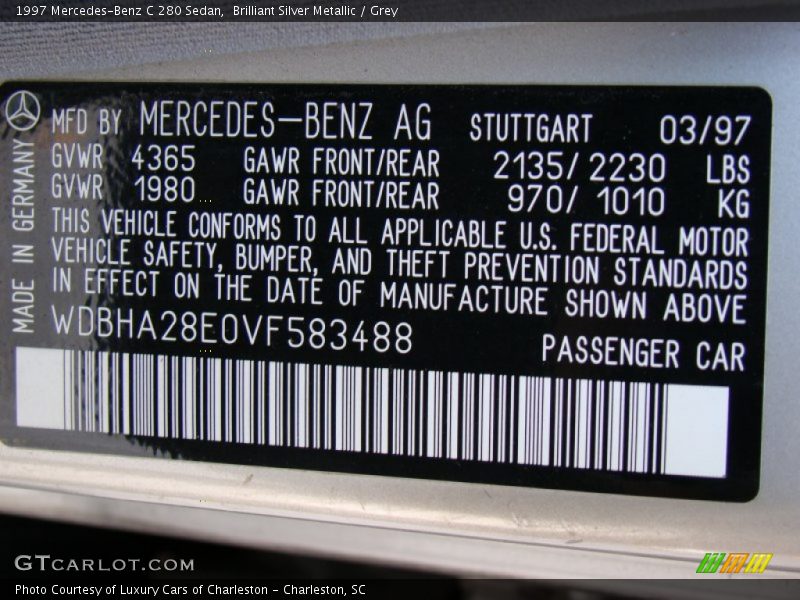 1997 Mercedes-Benz C 280 Sedan,  Brilliant Silver Metallic / Grey
MFD BY MERCEDES-BENZ AG STUTTGART 03/97
GVWR 4365 GAWR FRONT/REAR 2135/ 2230 LBS
GVWR 1980 GAWR FRONT/REAR 970/ 1010 KG
THIS VEHICLE CONFORMS TO ALL APPLICABLE U.S. FEDERAL MOTOR
VEHICLE SAFETY, BUMPER, AND THEFT PREVENTION STANDARDS
IN EFFECT ON THE DATE OF MANUFACTURE SHOWN ABOVE
WDBHA28E0VF583488 PASSENGER CAR
MADE IN GERMANY
GTCARLOT.COM
Photo Courtesy of Luxury Cars of Charleston - Charleston, SC